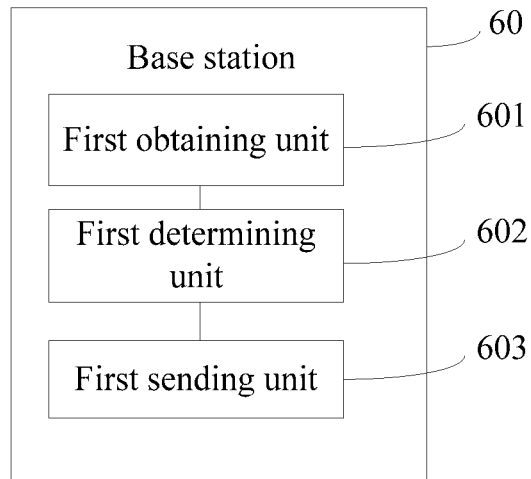 60
Base station
First obtaining unit
601
First determining
unit
602
First sending unit
603